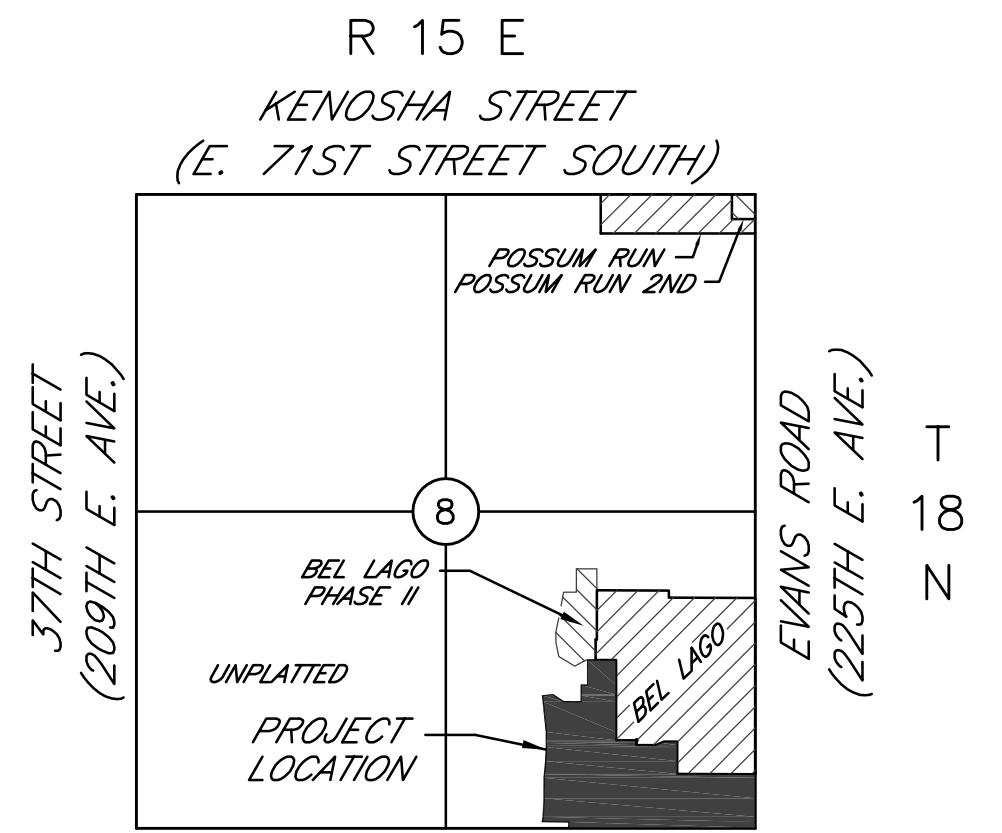 R 15 E
KENOSHA STREET
(E. 71ST STREET SOUTH)
POSSUM RUN
POSSUM RUN 2ND
37TH STREET
(209TH E. AVE.)
EVANS ROAD
(225TH E. AVE.)
T
18
N
8
BEL LAGO
PHASE II
BEL LAGO
UNPLATTED
PROJECT
LOCATION